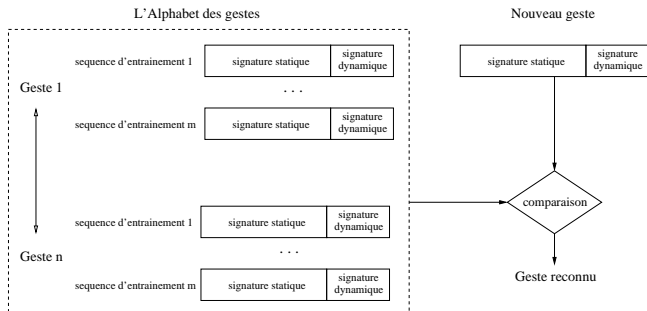 L'Alphabet des gestes
Nouveau geste
sequence d'entrainement 1
signature statique
signature
dynamique
signature statique
signature
dynamique
Geste 1
. . .
sequence d'entrainement m
signature statique
signature
dynamique
comparaison
sequence d'entrainement 1
signature statique
signature
dynamique
Geste n
. . .
Geste reconnu
sequence d'entrainement m
signature statique
signature
dynamique